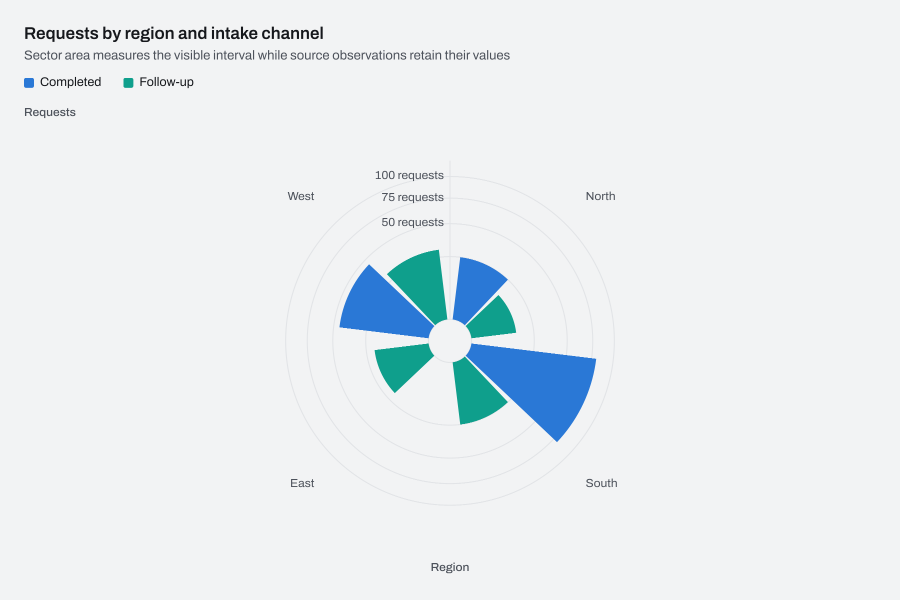 Requests by region and intake channel
Sector area measures the visible interval while source observations retain their values
Completed
Follow-up
Requests
100 requests
75 requests
50 requests
West
North
East
South
Region